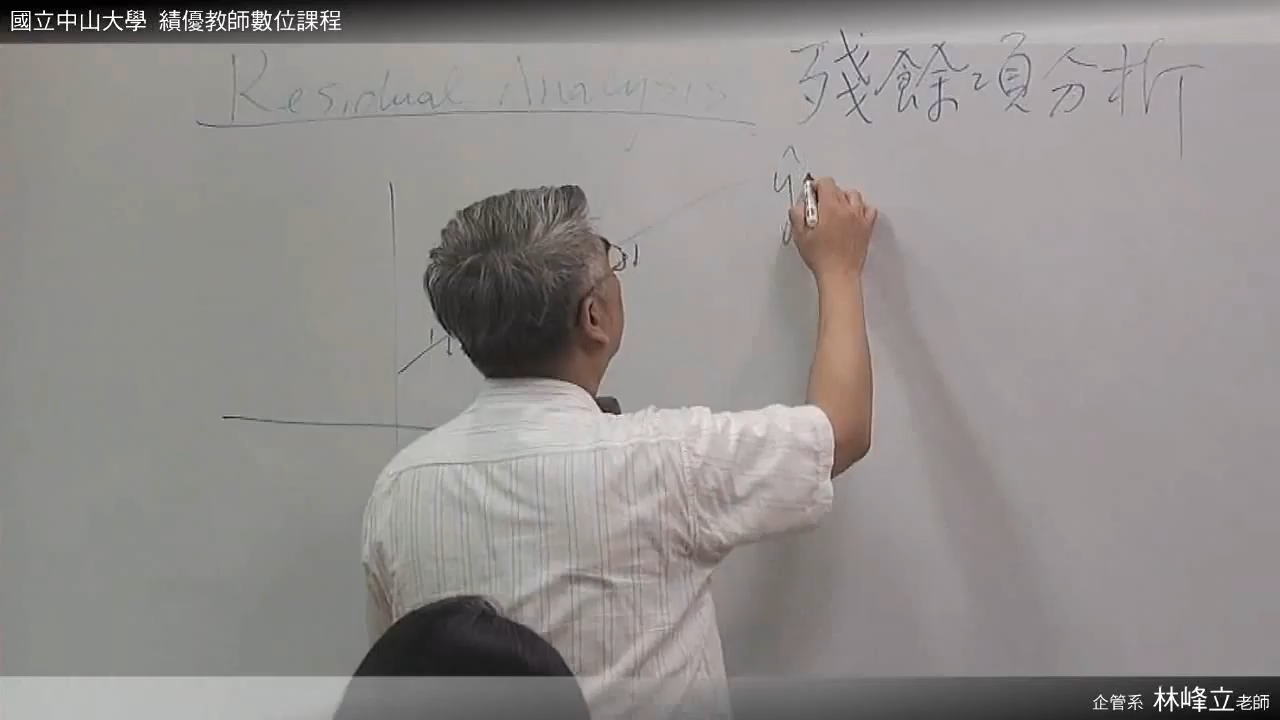 國立中山大學 績優教師數位課程
Residual Analysis 殘餘項分析
ŷ
企管系 林峰立老師